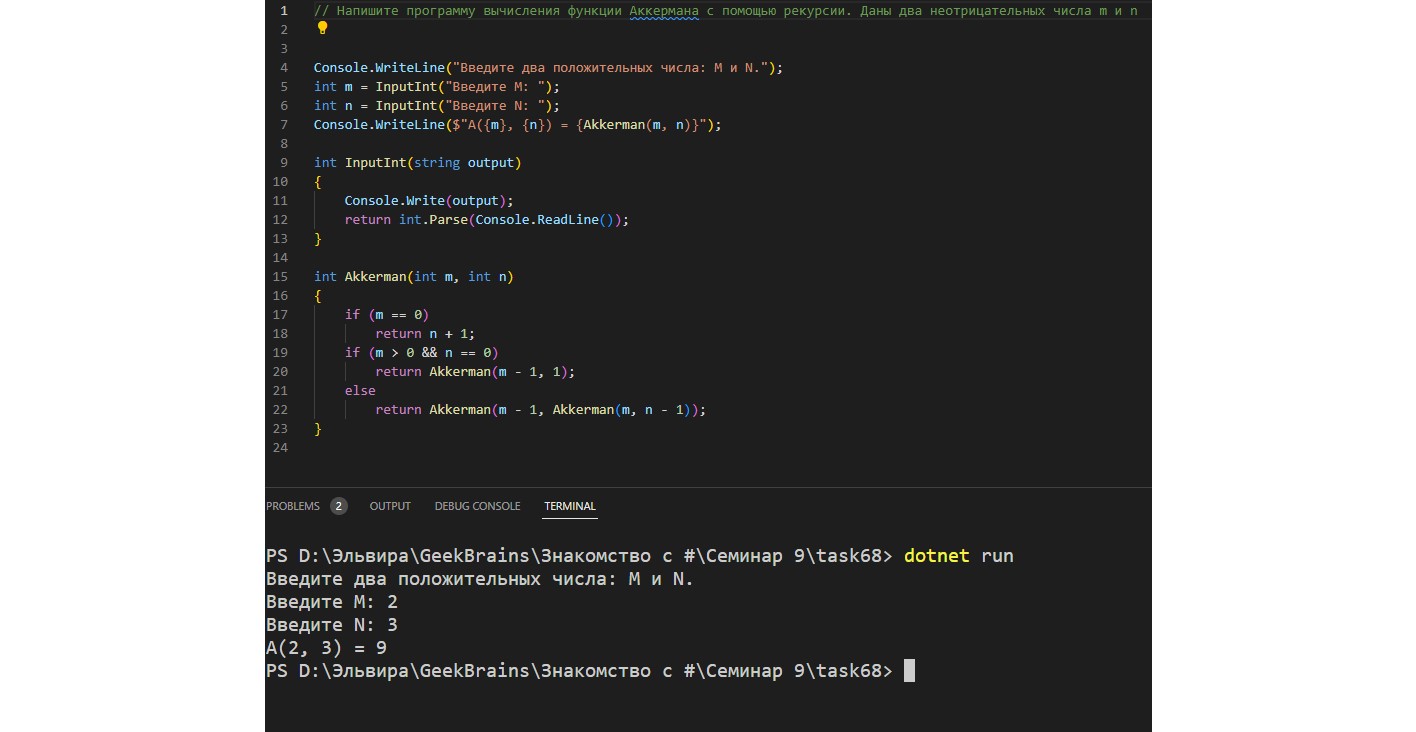 1 // Напишите программу вычисления функции Аккермана с помощью рекурсии. Даны два неотрицательных числа m и n
2
3
4 Console.WriteLine("Введите два положительных числа: M и N.");
5 int m = InputInt("Введите M: ");
6 int n = InputInt("Введите N: ");
7 Console.WriteLine($"A({m}, {n}) = {Akkerman(m, n)}");
8
9 int InputInt(string output)
10 {
11     Console.Write(output);
12     return int.Parse(Console.ReadLine());
13 }
14
15 int Akkerman(int m, int n)
16 {
17     if (m == 0)
18         return n + 1;
19     if (m > 0 && n == 0)
20         return Akkerman(m - 1, 1);
21     else
22         return Akkerman(m - 1, Akkerman(m, n - 1));
23 }
24
PROBLEMS 2 OUTPUT DEBUG CONSOLE TERMINAL
PS D:\Эльвира\GeekBrains\Знакомство с #\Семинар 9\task68> dotnet run
Введите два положительных числа: M и N.
Введите M: 2
Введите N: 3
A(2, 3) = 9
PS D:\Эльвира\GeekBrains\Знакомство с #\Семинар 9\task68>